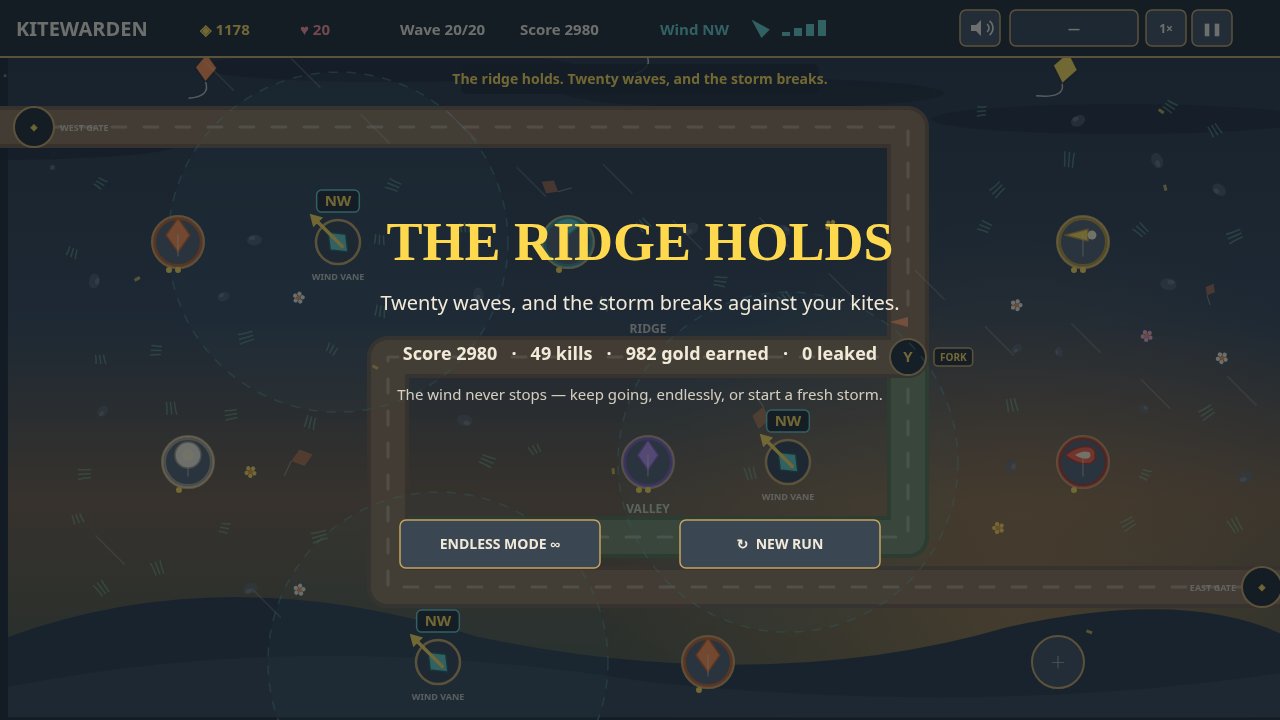 KITEWARDEN
◈ 1178
♥ 20
Wave 20/20
Score 2980
Wind NW
—
1×
The ridge holds. Twenty waves, and the storm breaks.
WEST GATE
NW
WIND VANE
THE RIDGE HOLDS
Twenty waves, and the storm breaks against your kites.
RIDGE
Score 2980 · 49 kills · 982 gold earned · 0 leaked
Y
FORK
The wind never stops — keep going, endlessly, or start a fresh storm.
NW
WIND VANE
VALLEY
ENDLESS MODE ∞
↻ NEW RUN
EAST GATE
NW
WIND VANE